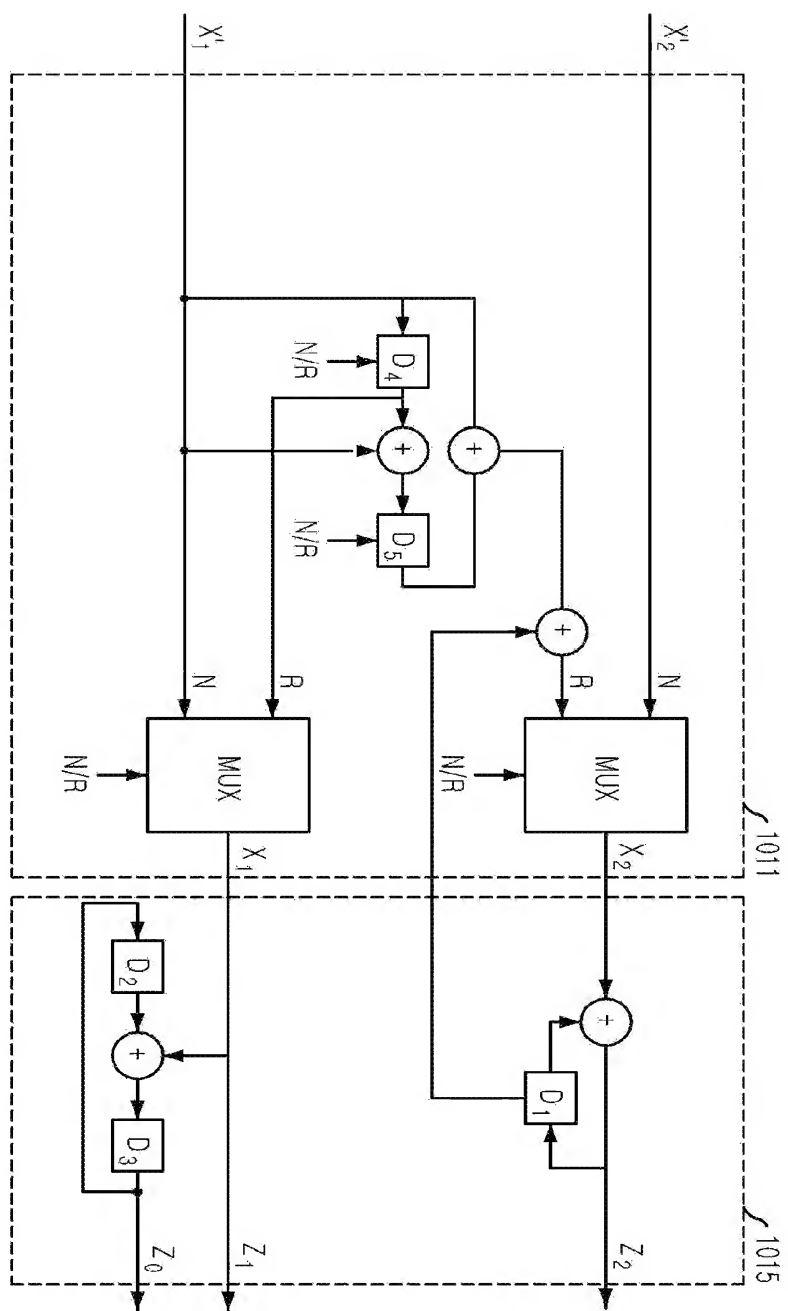 1011
1015
X'₂
N
X₂
Z₂
MUX
+
R
+
D₁
N/R
+
D₄
+
D₅
N/R
N/R
R
X₁
Z₁
MUX
X'₁
N
Z₀
D₂
+
D₃
N/R